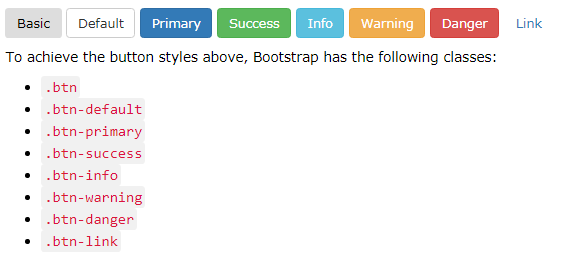 Basic Default Primary Success Info Warning Danger Link
To achieve the button styles above, Bootstrap has the following classes:
.btn
.btn-default
.btn-primary
.btn-success
.btn-info
.btn-warning
.btn-danger
.btn-link